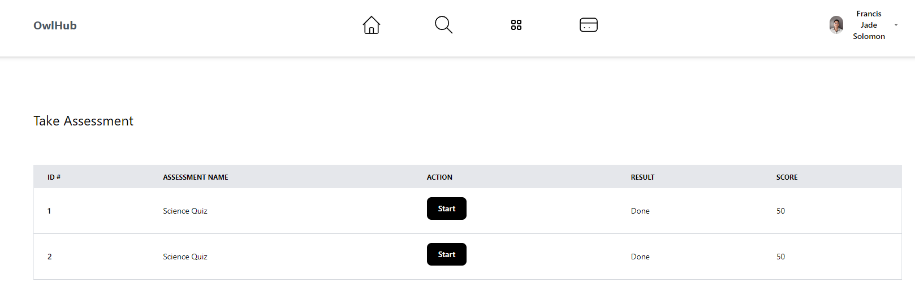 OwlHub
Francis
Jade
Solomon
Take Assessment
ID # ASSESSMENT NAME ACTION RESULT SCORE
1 Science Quiz Start Done 50
2 Science Quiz Start Done 50